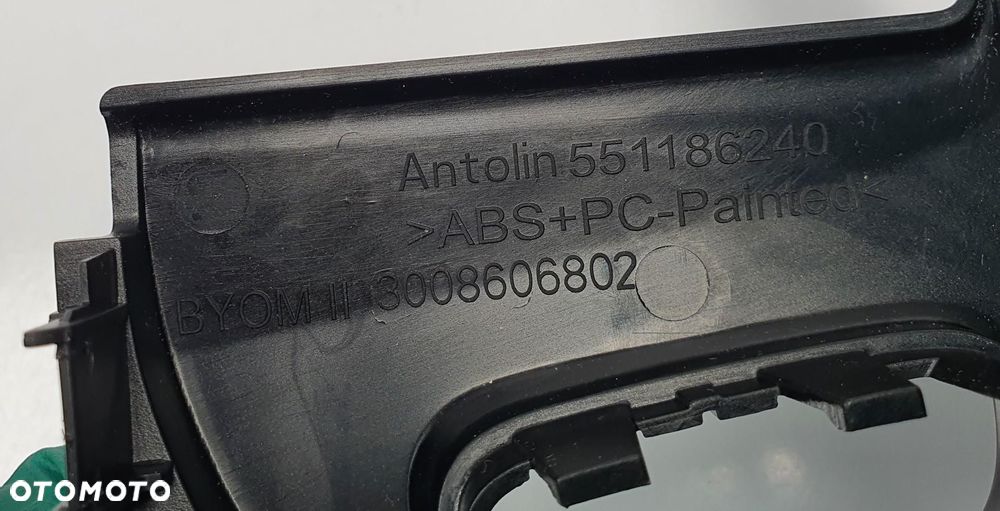 Antolin 551186240
>ABS+PC-Painted<
BYOM II 3008606802
OTOMOTO